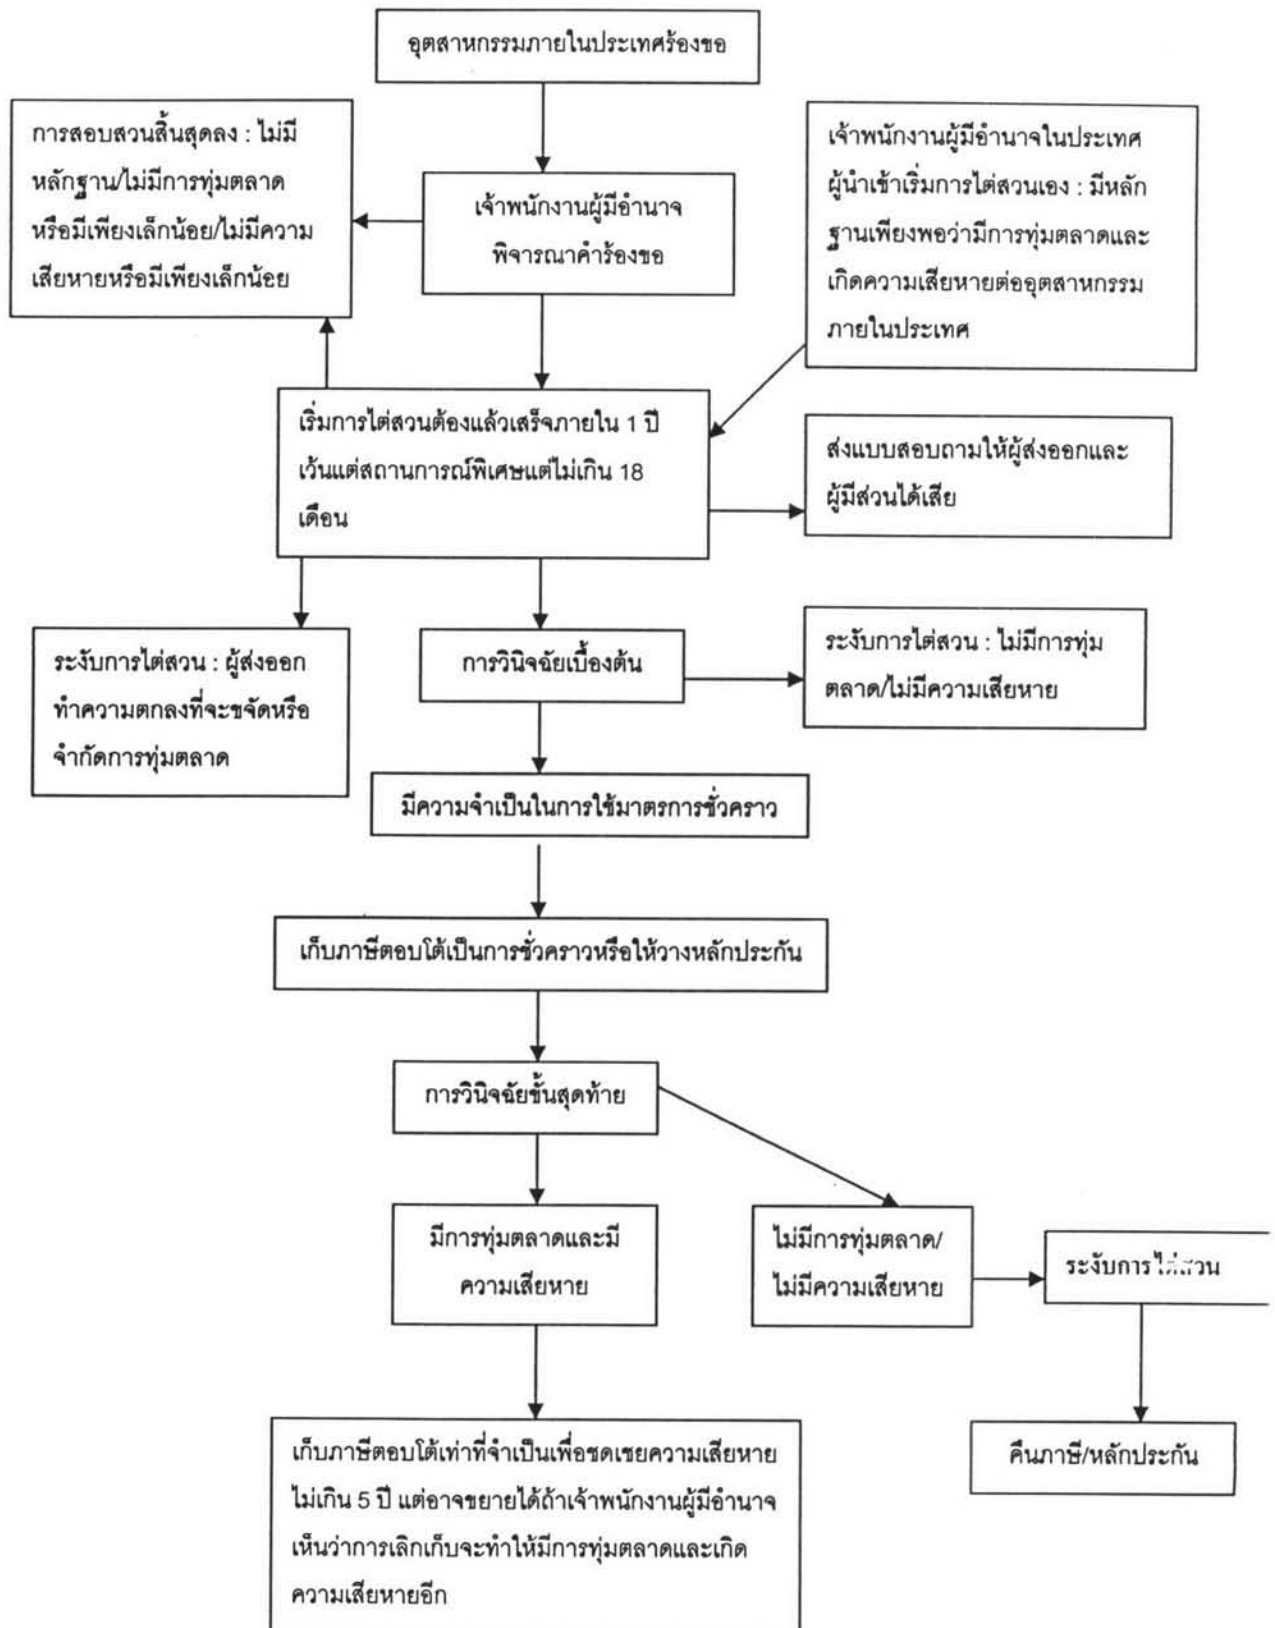 อุตสาหกรรมภายในประเทศร้องขอ
การสอบสวนสิ้นสุดลง : ไม่มี
หลักฐาน/ไม่มีการทุ่มตลาด
หรือมีเพียงเล็กน้อย/ไม่มีความ
เสียหายหรือมีเพียงเล็กน้อย
เจ้าพนักงานผู้มีอำนาจ
พิจารณาคำร้องขอ
เจ้าพนักงานผู้มีอำนาจในประเทศ
ผู้นำเข้าเริ่มการไต่สวนเอง : มีหลัก
ฐานเพียงพอว่ามีการทุ่มตลาดและ
เกิดความเสียหายต่ออุตสาหกรรม
ภายในประเทศ
เริ่มการไต่สวนต้องแล้วเสร็จภายใน 1 ปี
เว้นแต่สถานการณ์พิเศษแต่ไม่เกิน 18
เดือน
ส่งแบบสอบถามให้ผู้ส่งออกและ
ผู้มีส่วนได้เสีย
ระงับการไต่สวน : ผู้ส่งออก
ทำความตกลงที่จะขจัดหรือ
จำกัดการทุ่มตลาด
การวินิจฉัยเบื้องต้น
ระงับการไต่สวน : ไม่มีการทุ่ม
ตลาด/ไม่มีความเสียหาย
มีความจำเป็นในการใช้มาตรการชั่วคราว
เก็บภาษีตอบโต้เป็นการชั่วคราวหรือให้วางหลักประกัน
การวินิจฉัยขั้นสุดท้าย
มีการทุ่มตลาดและมี
ความเสียหาย
ไม่มีการทุ่มตลาด/
ไม่มีความเสียหาย
ระงับการไต่สวน
เก็บภาษีตอบโต้เท่าที่จำเป็นเพื่อชดเชยความเสียหาย
ไม่เกิน 5 ปี แต่อาจขยายได้ถ้าเจ้าพนักงานผู้มีอำนาจ
เห็นว่าการเลิกเก็บจะทำให้มีการทุ่มตลาดและเกิด
ความเสียหายอีก
คืนภาษี/หลักประกัน